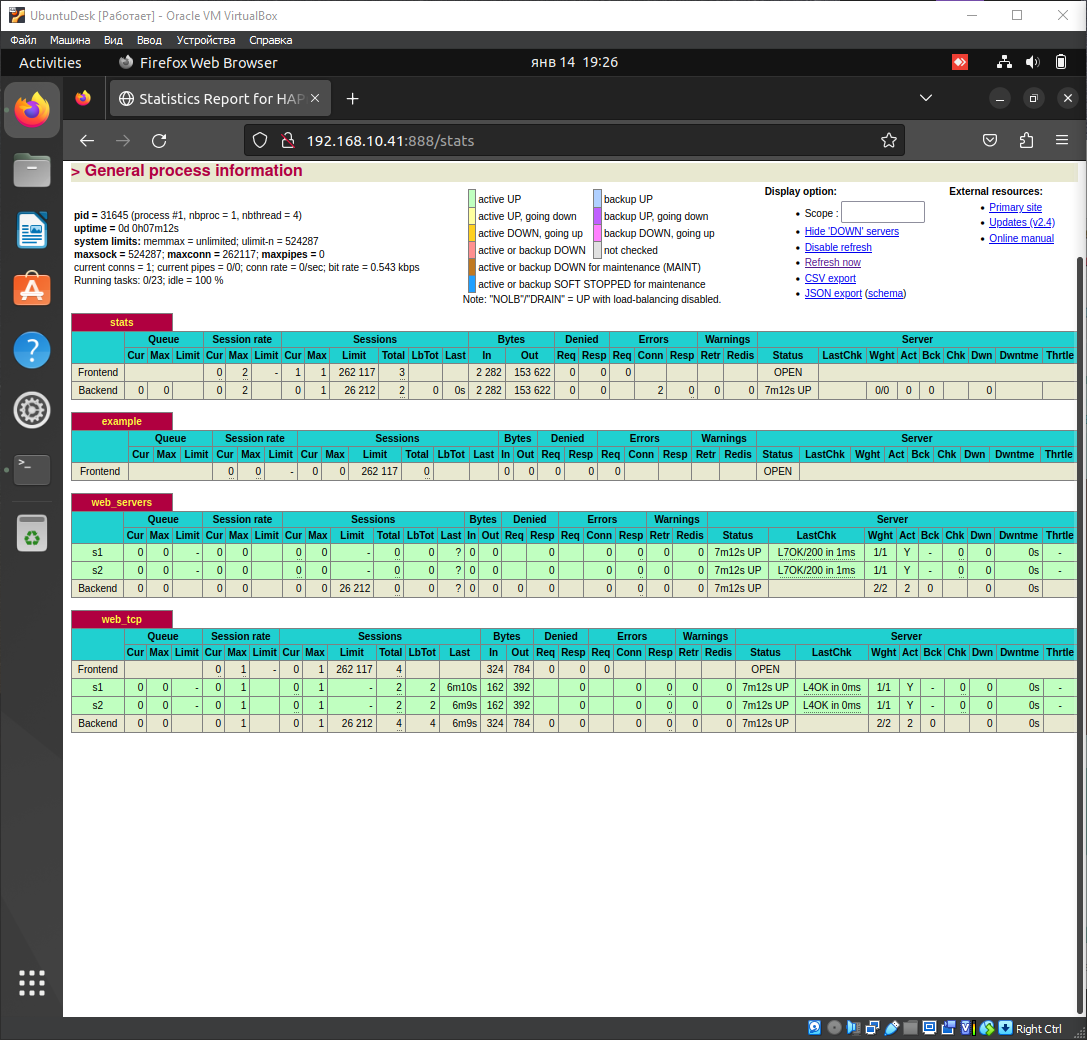 UbuntuDesk [Работает] - Oracle VM VirtualBox
Файл Машина Вид Ввод Устройства Справка
Activities Firefox Web Browser янв 14 19:26
Statistics Report for HAP
192.168.10.41:888/stats
> General process information
pid = 31645 (process #1, nbproc = 1, nbthread = 4)
uptime = 0d 0h07m12s
system limits: memmax = unlimited; ulimit-n = 524287
maxsock = 524287; maxconn = 262117; maxpipes = 0
current conns = 1; current pipes = 0/0; conn rate = 0/sec; bit rate = 0.543 kbps
Running tasks: 0/23; idle = 100 %
active UP backup UP
active UP, going down backup UP, going down
active DOWN, going up backup DOWN, going up
active or backup DOWN not checked
active or backup DOWN for maintenance (MAINT)
active or backup SOFT STOPPED for maintenance
Note: "NOLB"/"DRAIN" = UP with load-balancing disabled.
Display option:
• Scope :
• Hide 'DOWN' servers
• Disable refresh
• Refresh now
• CSV export
• JSON export (schema)
External resources:
• Primary site
• Updates (v2.4)
• Online manual
stats
Queue Session rate Sessions Bytes Denied Errors Warnings Server
Cur Max Limit Cur Max Limit Cur Max Limit Total LbTot Last In Out Req Resp Req Conn Resp Retr Redis Status LastChk Wght Act Bck Chk Dwn Dwntme Thrtle
Frontend 0 2 - 1 1 262 117 3 2 282 153 622 0 0 0 OPEN
Backend 0 0 0 2 0 1 26 212 2 0 0s 2 282 153 622 0 0 2 0 0 0 7m12s UP 0/0 0 0 0
example
Queue Session rate Sessions Bytes Denied Errors Warnings Server
Cur Max Limit Cur Max Limit Cur Max Limit Total LbTot Last In Out Req Resp Req Conn Resp Retr Redis Status LastChk Wght Act Bck Chk Dwn Dwntme Thrtle
Frontend 0 0 - 0 0 262 117 0 0 0 0 0 0 OPEN
web_servers
Queue Session rate Sessions Bytes Denied Errors Warnings Server
Cur Max Limit Cur Max Limit Cur Max Limit Total LbTot Last In Out Req Resp Req Conn Resp Retr Redis Status LastChk Wght Act Bck Chk Dwn Dwntme Thrtle
s1 0 0 - 0 0 0 0 - 0 0 ? 0 0 0 0 0 0 0 7m12s UP L7OK/200 in 1ms 1/1 Y - 0 0 0s -
s2 0 0 - 0 0 0 0 - 0 0 ? 0 0 0 0 0 0 0 7m12s UP L7OK/200 in 1ms 1/1 Y - 0 0 0s -
Backend 0 0 0 0 0 0 26 212 0 0 ? 0 0 0 0 0 0 0 0 7m12s UP 2/2 2 0 0 0s
web_tcp
Queue Session rate Sessions Bytes Denied Errors Warnings Server
Cur Max Limit Cur Max Limit Cur Max Limit Total LbTot Last In Out Req Resp Req Conn Resp Retr Redis Status LastChk Wght Act Bck Chk Dwn Dwntme Thrtle
Frontend 0 1 - 0 1 262 117 4 324 784 0 0 0 OPEN
s1 0 0 - 0 1 0 1 - 2 2 6m10s 162 392 0 0 0 0 0 7m12s UP L4OK in 0ms 1/1 Y - 0 0 0s -
s2 0 0 - 0 1 0 1 - 2 2 6m9s 162 392 0 0 0 0 0 7m12s UP L4OK in 0ms 1/1 Y - 0 0 0s -
Backend 0 0 0 1 0 1 26 212 4 4 6m9s 324 784 0 0 0 0 0 0 7m12s UP 2/2 2 0 0 0s
Right Ctrl